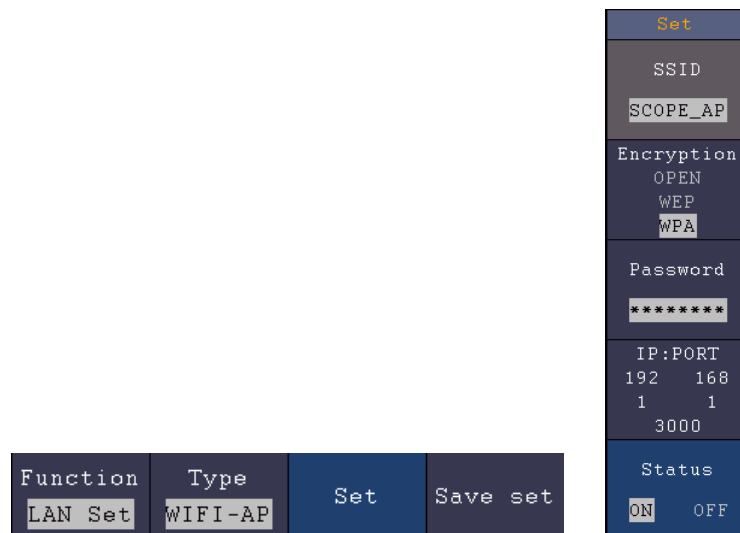 Set
SSID
SCOPE_AP
Encryption
OPEN
WEP
WPA
Password
********
IP:PORT
192 168
1 1
3000
Status
ON OFF
Function Type
LAN Set WIFI-AP
Set
Save set